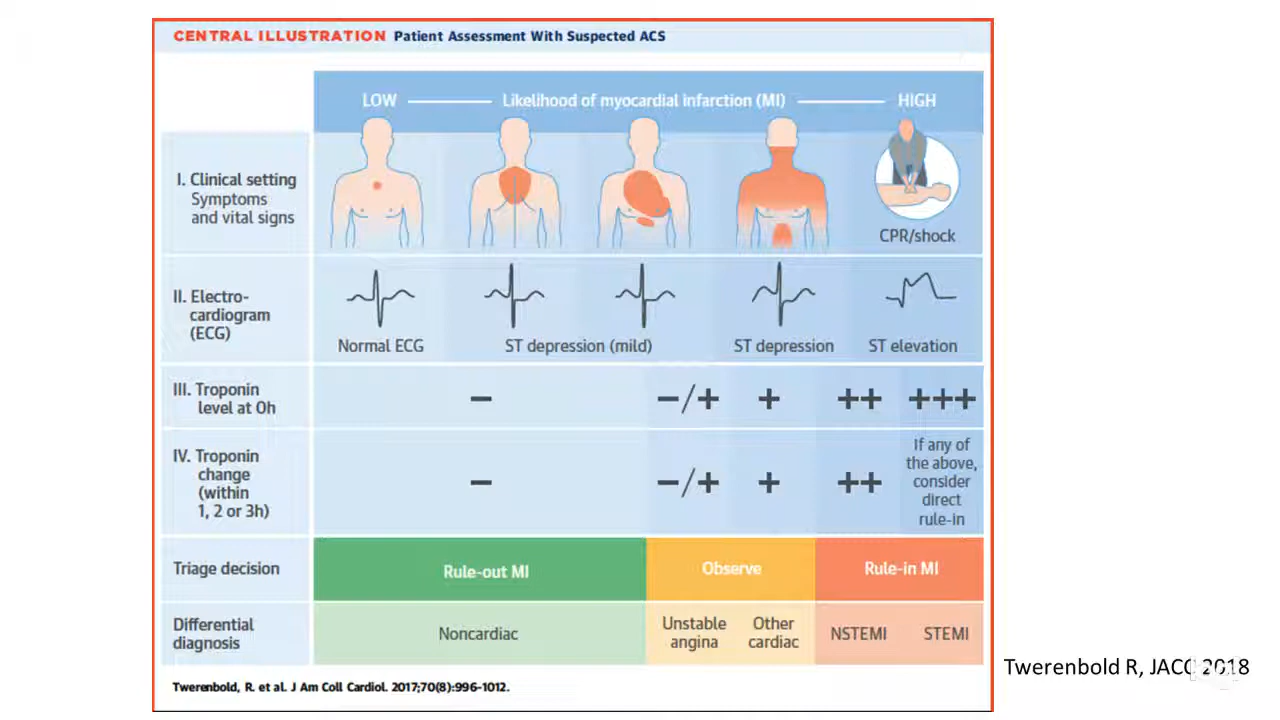 CENTRAL ILLUSTRATION Patient Assessment With Suspected ACS
LOW Likelihood of myocardial infarction (MI) HIGH
I. Clinical setting
Symptoms
and vital signs
CPR/shock
II. Electro-
cardiogram
(ECG)
Normal ECG
ST depression (mild)
ST depression
ST elevation
III. Troponin
level at 0h
− −/+ + ++ +++
IV. Troponin
change
(within
1, 2 or 3h)
− −/+ + ++
If any of
the above,
consider
direct
rule-in
Triage decision
Rule-out MI
Observe
Rule-in MI
Differential
diagnosis
Noncardiac
Unstable
angina
Other
cardiac
NSTEMI
STEMI
Twerenbold, R. et al. J Am Coll Cardiol. 2017;70(8):996-1012.
Twerenbold R, JACC 2018